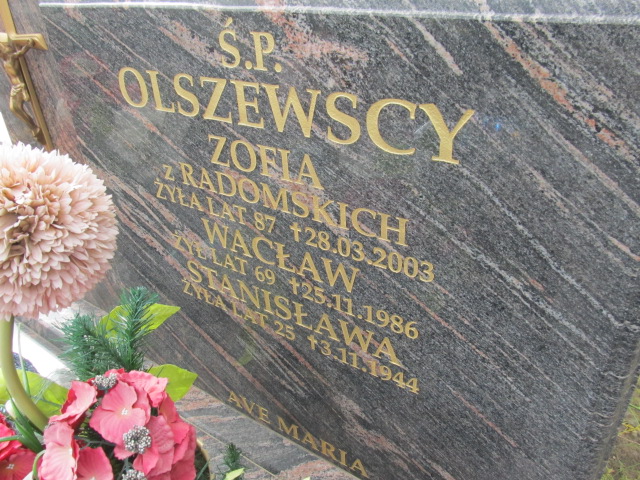 Ś.P.
OLSZEWSCY
ZOFIA
z RADOMSKICH
ŻYŁA LAT 87 †28.03.2003
WACŁAW
ŻYŁ LAT 69 †25.11.1986
STANISŁAWA
ŻYŁA LAT 25 †3.11.1944
AVE MARIA